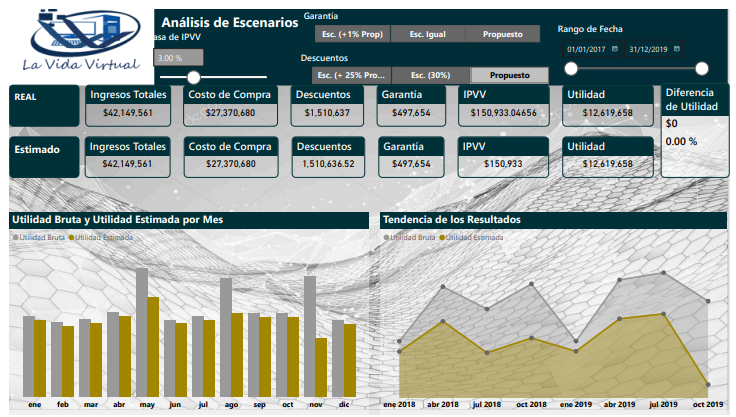 La Vida Virtual
Análisis de Escenarios
asa de IPVV
3.00 %
Garantía
Esc. (+1% Prop)
Esc. Igual
Propuesto
Descuentos
Esc. (+ 25% Pro...
Esc. (30%)
Propuesto
Rango de Fecha
01/01/2017
31/12/2019
REAL
Ingresos Totales
$42,149,561
Costo de Compra
$27,370,680
Descuentos
$1,510,637
Garantía
$497,654
IPVV
$150,933.04656
Utilidad
$12,619,658
Diferencia
de Utilidad
$0
0.00 %
Estimado
Ingresos Totales
$42,149,561
Costo de Compra
$27,370,680
Descuentos
1,510,636.52
Garantía
$497,654
IPVV
$150,933
Utilidad
$12,619,658
Utilidad Bruta y Utilidad Estimada por Mes
Utilidad Bruta
Utilidad Estimada
ene feb mar abr may jun jul ago sep oct nov dic
Tendencia de los Resultados
Utilidad Bruta
Utilidad Estimada
ene 2018 abr 2018 jul 2018 oct 2018 ene 2019 abr 2019 jul 2019 oct 2019